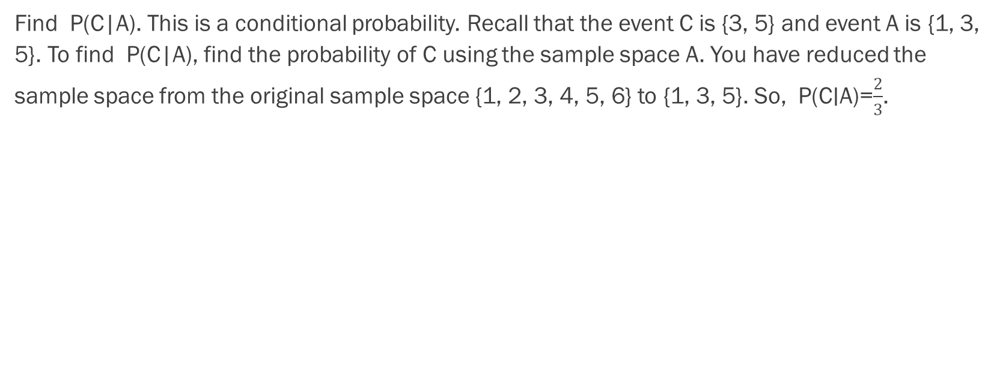 Find  P(C|A). This is a conditional probability. Recall that the event C is {3, 5} and event A is {1, 3,
5}. To find  P(C|A), find the probability of C using the sample space A. You have reduced the
sample space from the original sample space {1, 2, 3, 4, 5, 6} to {1, 3, 5}. So,  P(C|A)=2/3.